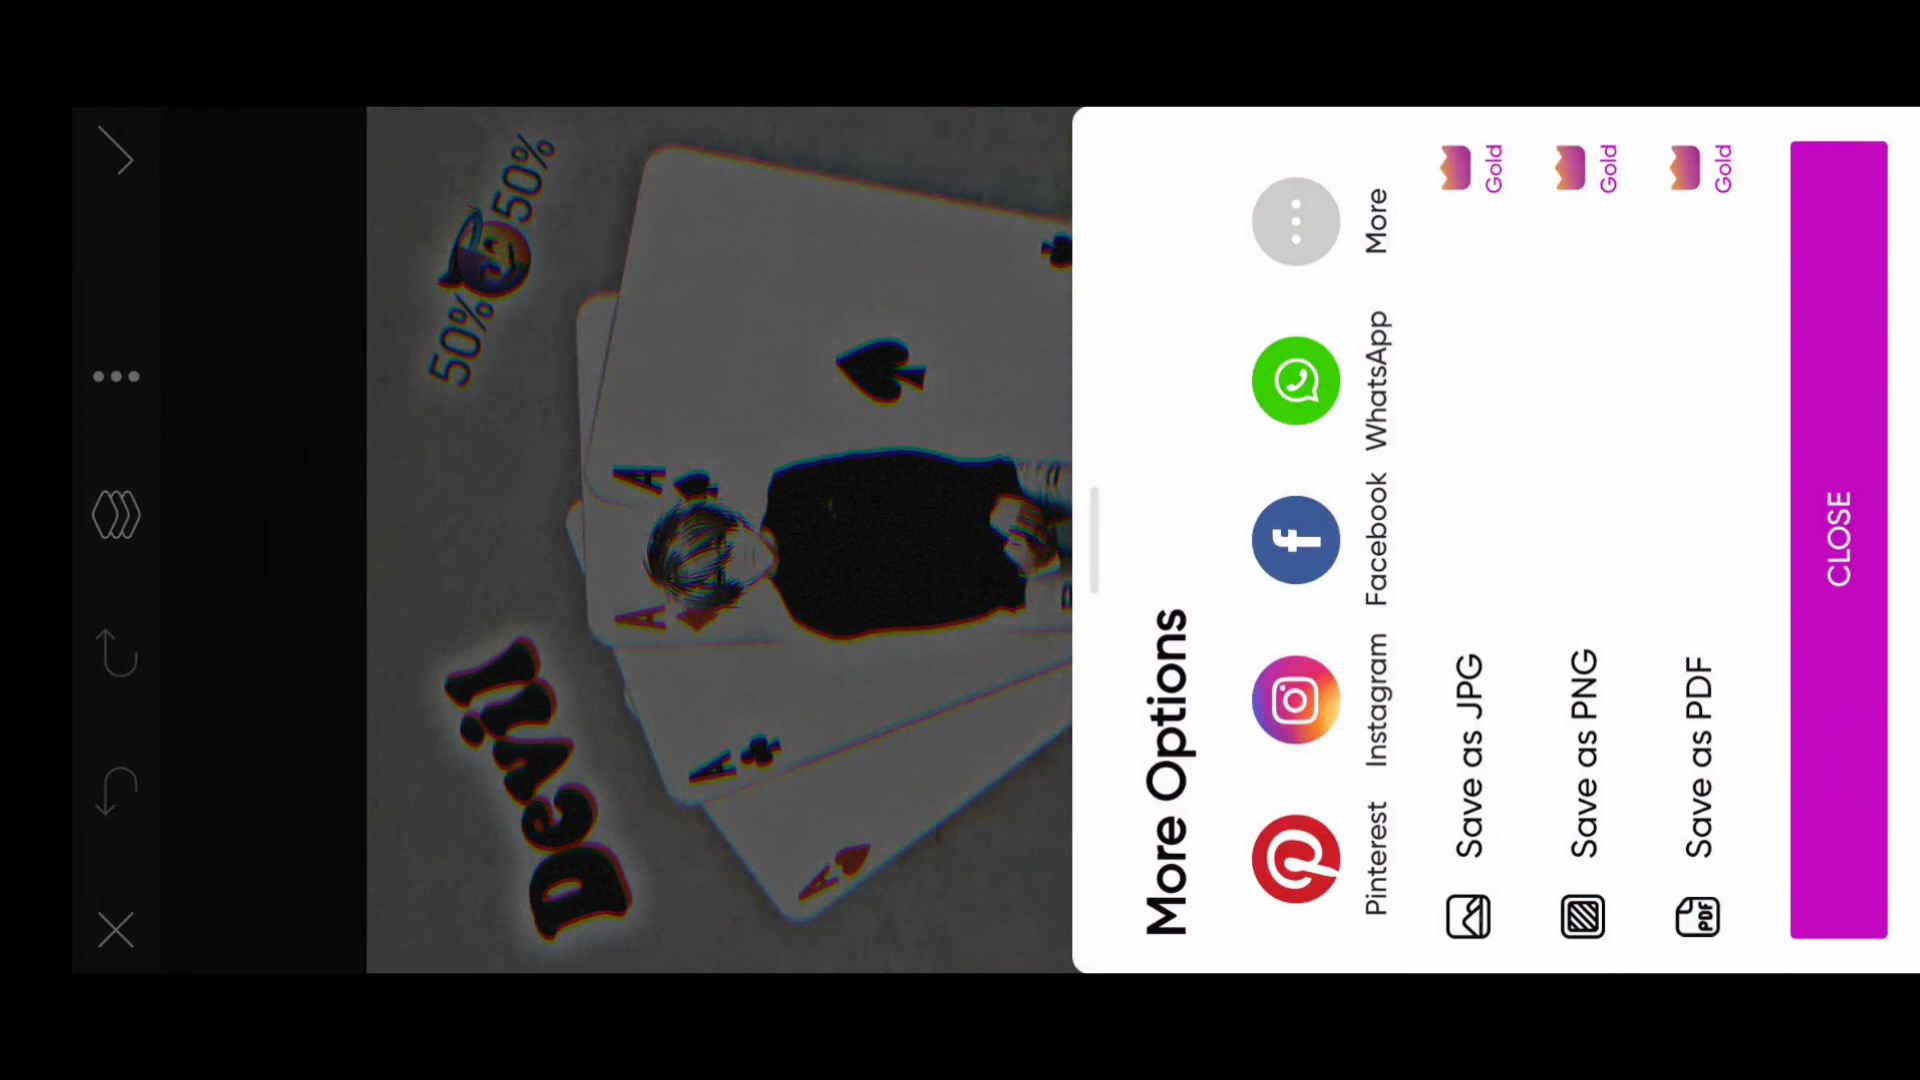 50%😈50%
Devil
A
A
A
A
More Options
Pinterest
Instagram
Facebook
WhatsApp
More
Save as JPG
Gold
Save as PNG
Gold
PDF
Save as PDF
Gold
CLOSE